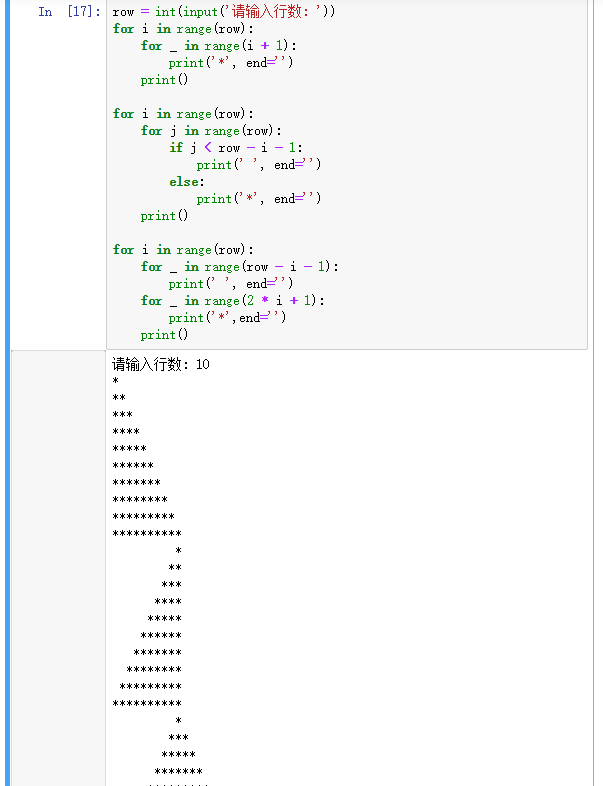 In [17]: row = int(input('请输入行数: '))
for i in range(row):
    for _ in range(i + 1):
        print('*', end='')
    print()

for i in range(row):
    for j in range(row):
        if j < row - i - 1:
            print(' ', end='')
        else:
            print('*', end='')
    print()

for i in range(row):
    for _ in range(row - i - 1):
        print(' ', end='')
    for _ in range(2 * i + 1):
        print('*',end='')
    print()
请输入行数: 10
*
**
***
****
*****
******
*******
********
*********
**********
         *
        **
       ***
      ****
     *****
    ******
   *******
  ********
 *********
**********
         *
        ***
       *****
      *******